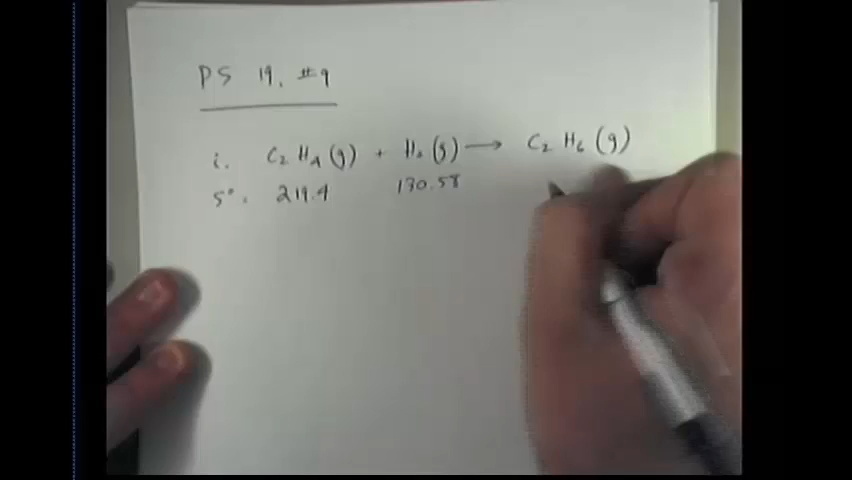 PS 19, #9
i. C₂ H₄ (g) + H₂ (g) → C₂ H₆ (g)
S° : 219.4 130.58